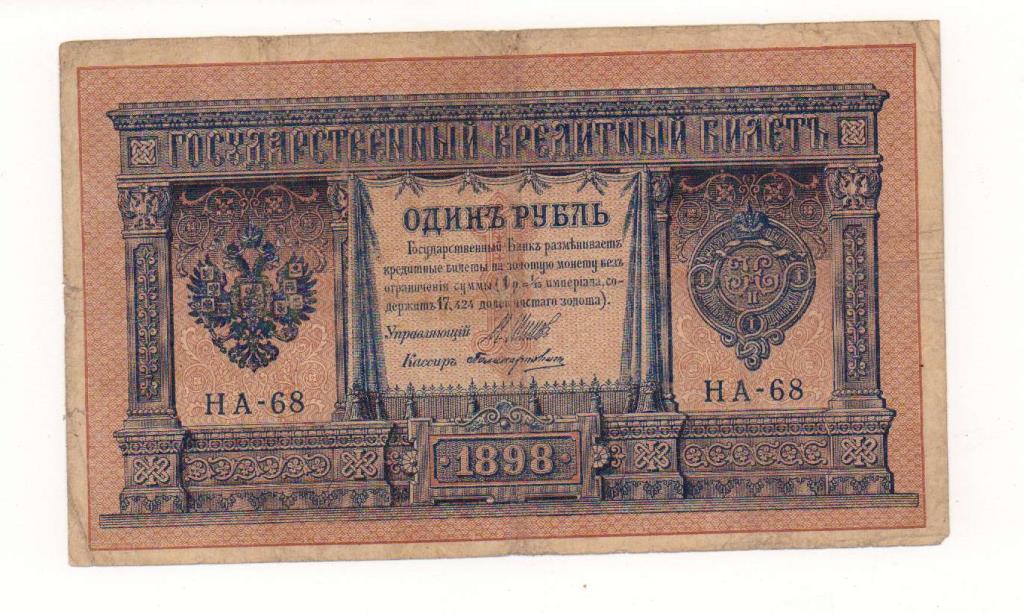 ГОСУДАРСТВЕННЫЙ КРЕДИТНЫЙ БИЛЕТЪ
ОДИНЪ РУБЛЬ
Государственный Банкъ размѣниваетъ
кредитные билеты на золотую монету безъ
ограниченія суммы (1 р. = 1/15 имперіала, со-
держитъ 17,424 долей чистаго золота).
Управляющій
Кассиръ
НА-68
НА-68
1898